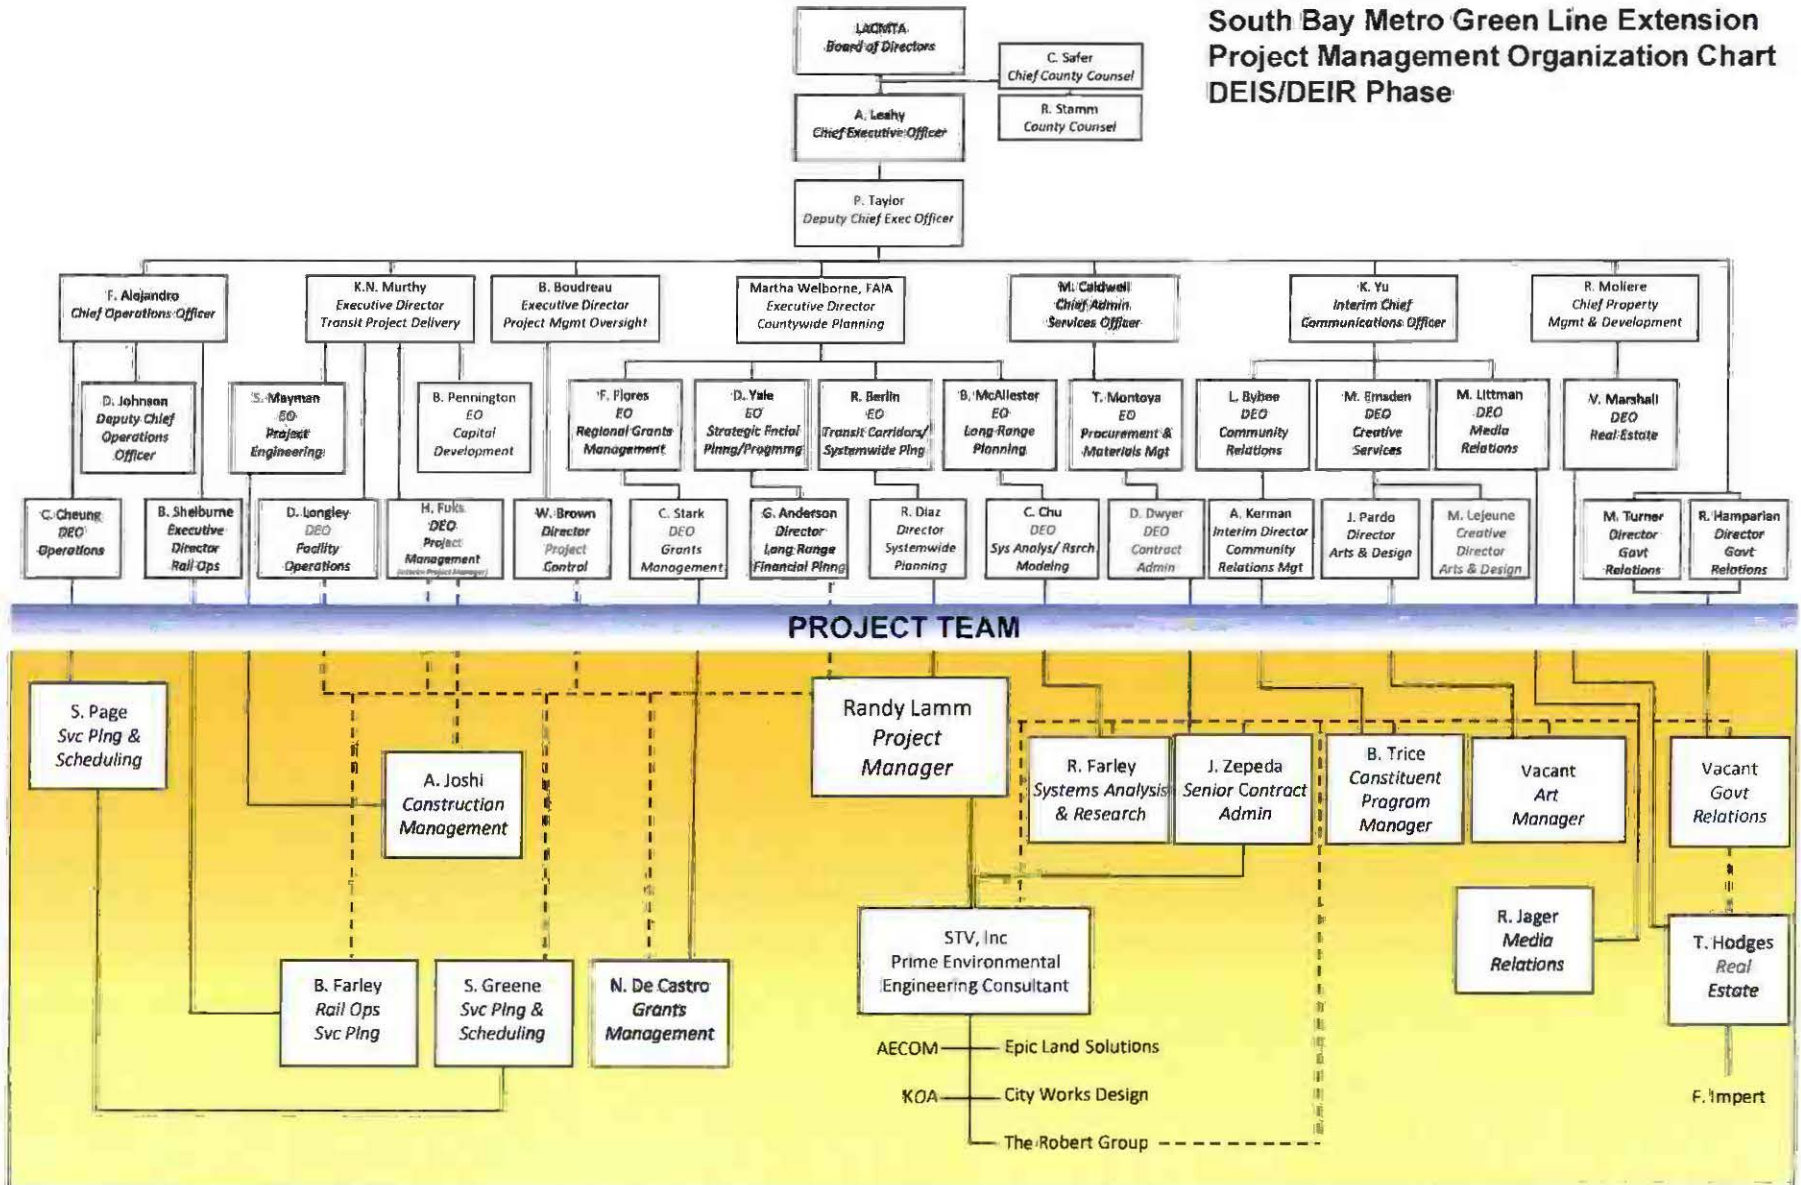 South Bay Metro Green Line Extension
Project Management Organization Chart
DEIS/DEIR Phase
LACMTA
Board of Directors
C. Safer
Chief County Counsel
R. Stamm
County Counsel
A. Leahy
Chief Executive Officer
P. Taylor
Deputy Chief Exec Officer
F. Alejandro
Chief Operations Officer
K.N. Murthy
Executive Director
Transit Project Delivery
B. Boudreau
Executive Director
Project Mgmt Oversight
Martha Welborne, FAIA
Executive Director
Countywide Planning
M. Caldwell
Chief Admin
Services Officer
K. Yu
Interim Chief
Communications Officer
R. Moliere
Chief Property
Mgmt & Development
D. Johnson
Deputy Chief
Operations
Officer
S. Mayman
EO
Project
Engineering
B. Pennington
EO
Capital
Development
F. Flores
EO
Regional Grants
Management
D. Yale
EO
Strategic Fncial
Plnng/Progmmg
R. Berlin
EO
Transit Corridors/
Systemwide Plng
B. McAllester
EO
Long Range
Planning
T. Montoya
EO
Procurement &
Materials Mgt
L. Bybee
DEO
Community
Relations
M. Emsden
DEO
Creative
Services
M. Littman
DEO
Media
Relations
V. Marshall
DEO
Real Estate
C. Cheung
DEO
Operations
B. Shelburne
Executive
Director
Rail Ops
D. Longley
DEO
Facility
Operations
H. Fuks
DEO
Project
Management
(Interim Project Manager)
W. Brown
Director
Project
Control
C. Stark
DEO
Grants
Management
G. Anderson
Director
Long Range
Financial Plnng
R. Diaz
Director
Systemwide
Planning
C. Chu
DEO
Sys Analys/ Rsrch
Modeling
D. Dwyer
DEO
Contract
Admin
A. Kerman
Interim Director
Community
Relations Mgt
J. Pardo
Director
Arts & Design
M. Lejeune
Creative
Director
Arts & Design
M. Turner
Director
Govt
Relations
R. Hamparian
Director
Govt
Relations
PROJECT TEAM
S. Page
Svc Plng &
Scheduling
A. Joshi
Construction
Management
Randy Lamm
Project
Manager
R. Farley
Systems Analysis
& Research
J. Zepeda
Senior Contract
Admin
B. Trice
Constituent
Program
Manager
Vacant
Art
Manager
Vacant
Govt
Relations
B. Farley
Rail Ops
Svc Plng
S. Greene
Svc Plng &
Scheduling
N. De Castro
Grants
Management
STV, Inc
Prime Environmental
Engineering Consultant
R. Jager
Media
Relations
T. Hodges
Real
Estate
AECOM
Epic Land Solutions
KOA
City Works Design
The Robert Group
F. Impert